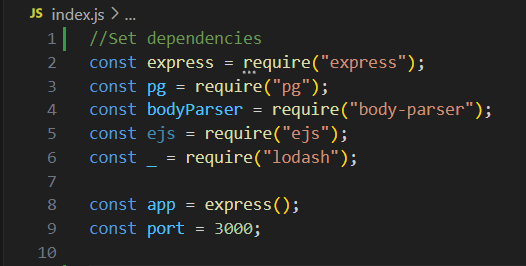 JS index.js > ...
1 //Set dependencies
2 const express = require("express");
3 const pg = require("pg");
4 const bodyParser = require("body-parser");
5 const ejs = require("ejs");
6 const _ = require("lodash");
7
8 const app = express();
9 const port = 3000;
10